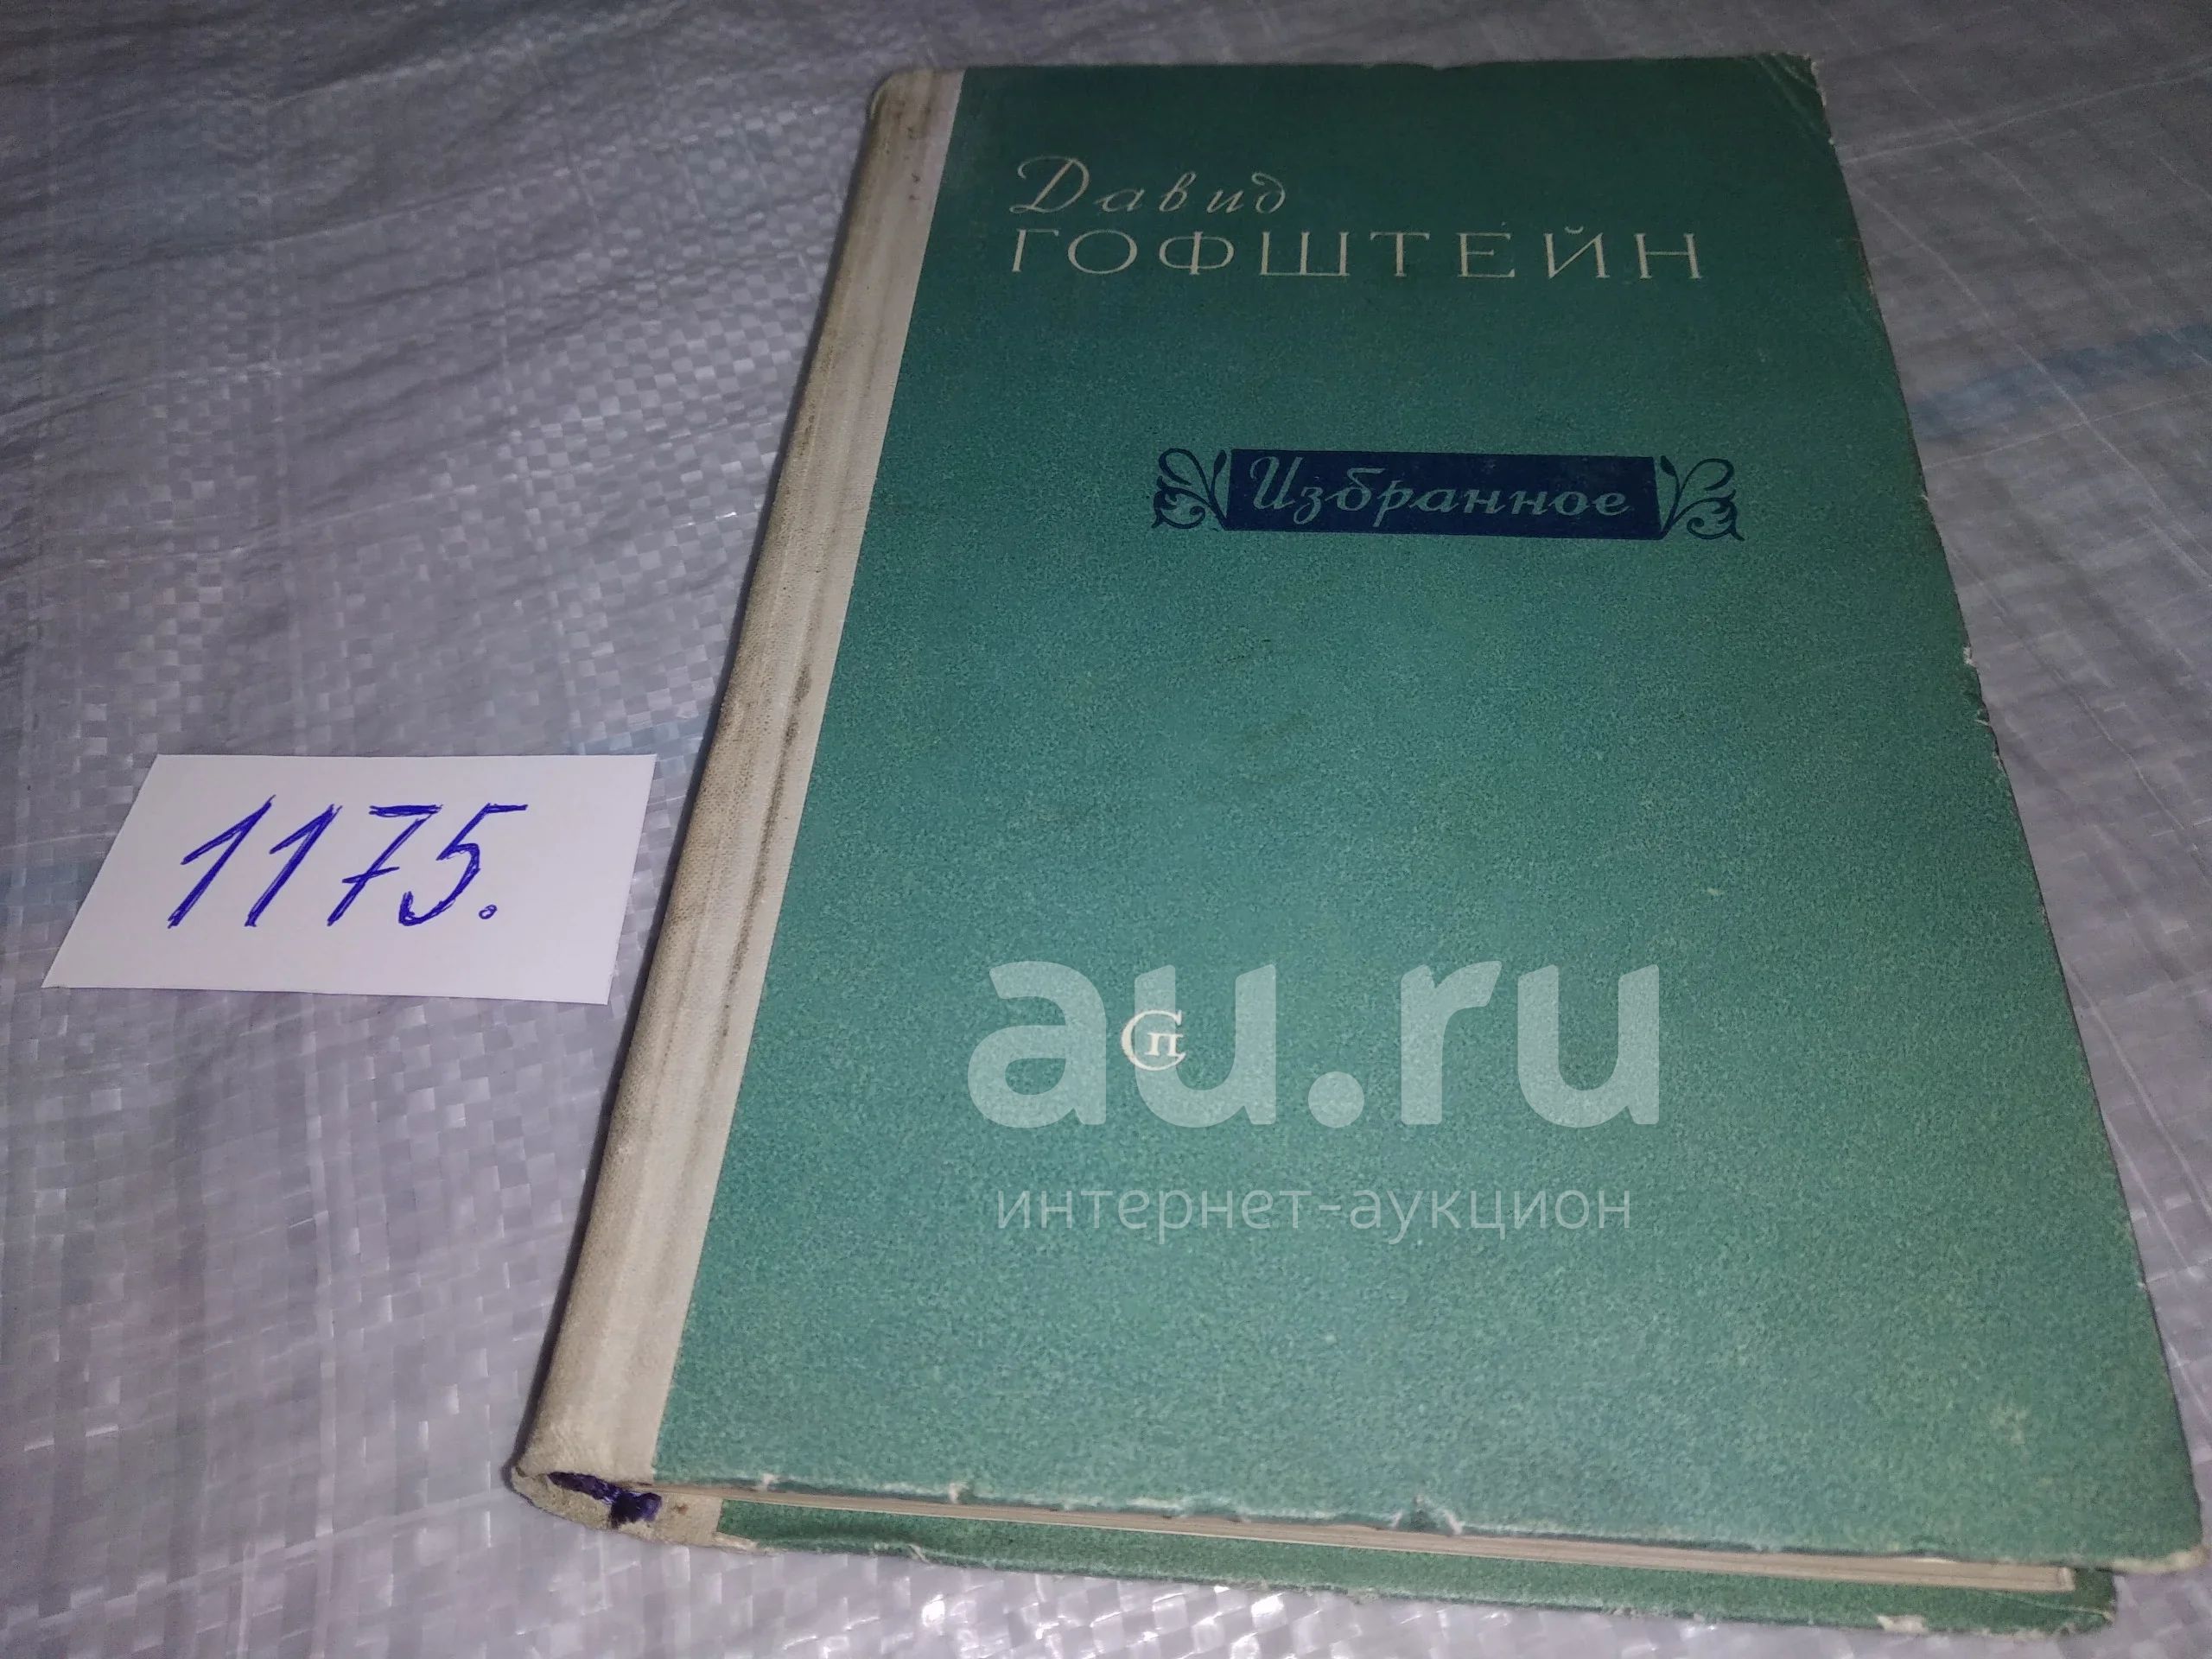 Давид
ГОФШТЕЙН
Избранное
1175.
Сп
au.ru
интернет-аукцион